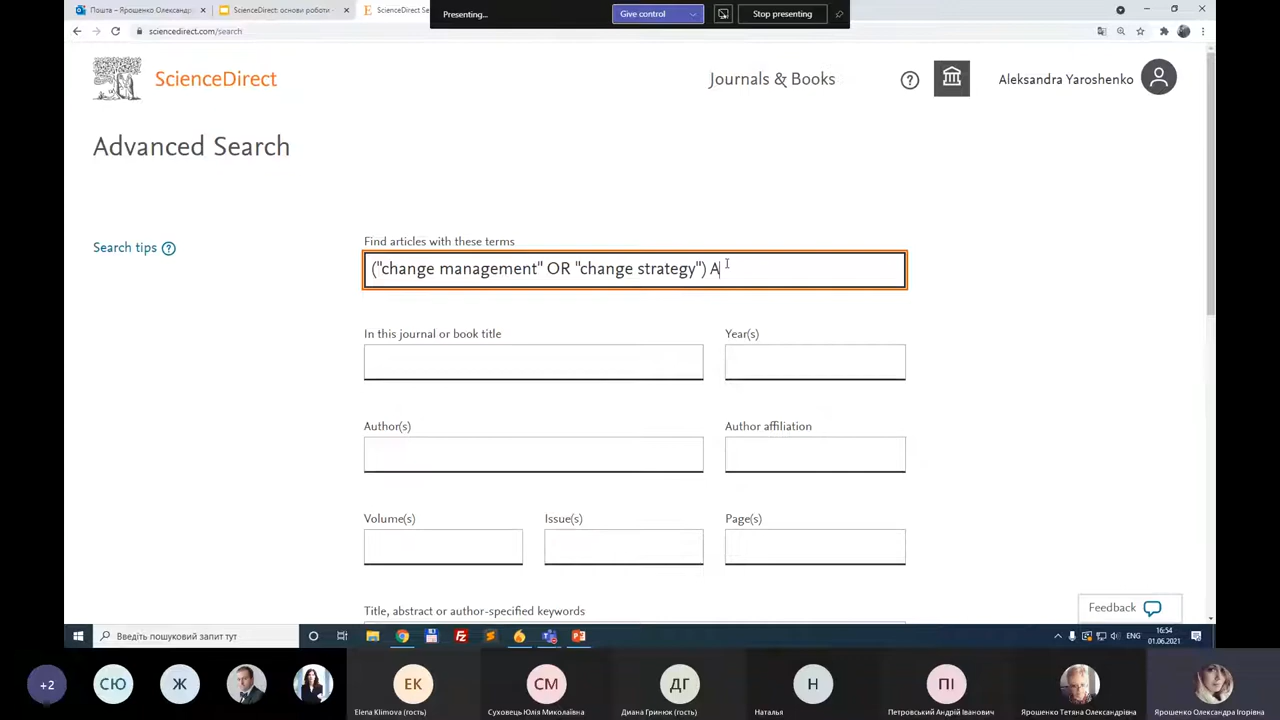 Presenting...
Give control
Stop presenting
Пошта – Ярошенко Олександр
ScienceDirect: основи роботи -
ScienceDirect Se
sciencedirect.com/search
ScienceDirect
Journals & Books
?
Aleksandra Yaroshenko
Advanced Search
Search tips ?
Find articles with these terms
("change management" OR "change strategy") A
In this journal or book title
Year(s)
Author(s)
Author affiliation
Volume(s)
Issue(s)
Page(s)
Title, abstract or author-specified keywords
Feedback
Введіть пошуковий запит тут
ENG
16:54
01.06.2021
+2
СЮ
Ж
ЕК
СМ
ДГ
Н
ПІ
Elena Klimova (гость)
Суховець Юлія Миколаївна
Диана Гринюк (гость)
Наталья
Петровський Андрій Іванович
Ярошенко Тетяна Олександрівна
Ярошенко Олександра Ігорівна